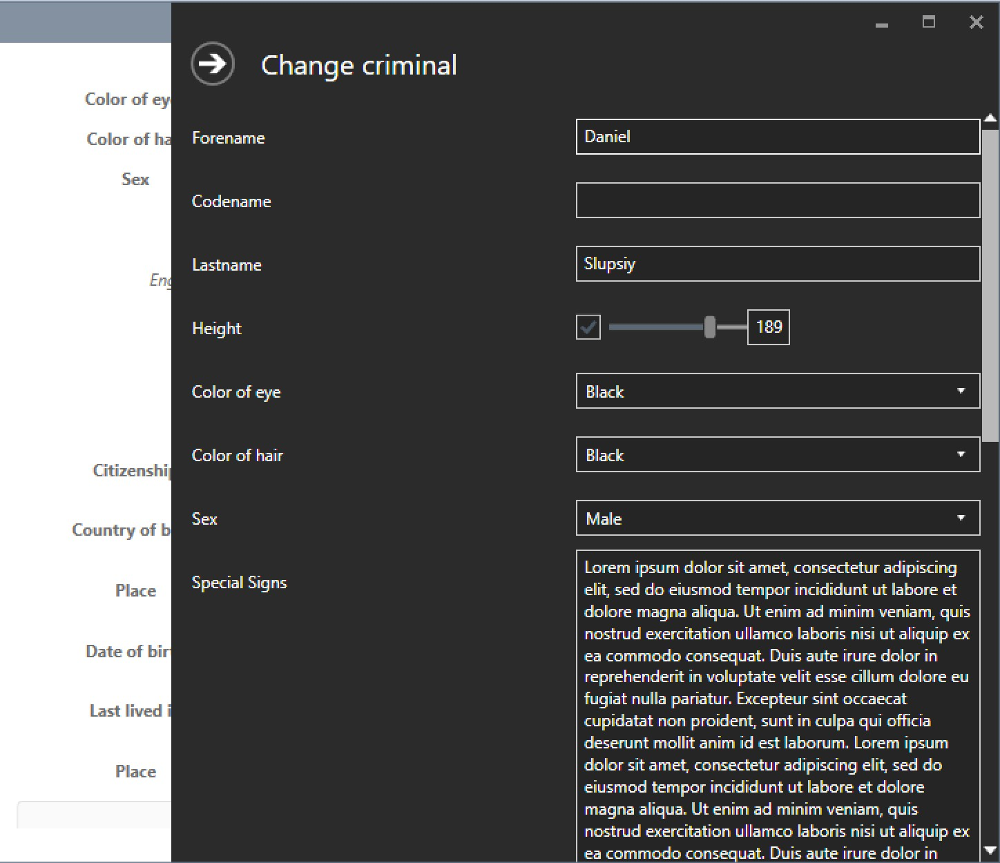 Change criminal
Color of ey
Color of ha
Sex
Eng
Citizenship
Country of b
Place
Date of birt
Last lived i
Place
Forename
Daniel
Codename
Lastname
Slupsiy
Height
189
Color of eye
Black
Color of hair
Black
Sex
Male
Special Signs
Lorem ipsum dolor sit amet, consectetur adipiscing
elit, sed do eiusmod tempor incididunt ut labore et
dolore magna aliqua. Ut enim ad minim veniam, quis
nostrud exercitation ullamco laboris nisi ut aliquip ex
ea commodo consequat. Duis aute irure dolor in
reprehenderit in voluptate velit esse cillum dolore eu
fugiat nulla pariatur. Excepteur sint occaecat
cupidatat non proident, sunt in culpa qui officia
deserunt mollit anim id est laborum. Lorem ipsum
dolor sit amet, consectetur adipiscing elit, sed do
eiusmod tempor incididunt ut labore et dolore
magna aliqua. Ut enim ad minim veniam, quis
nostrud exercitation ullamco laboris nisi ut aliquip ex
ea commodo consequat. Duis aute irure dolor in